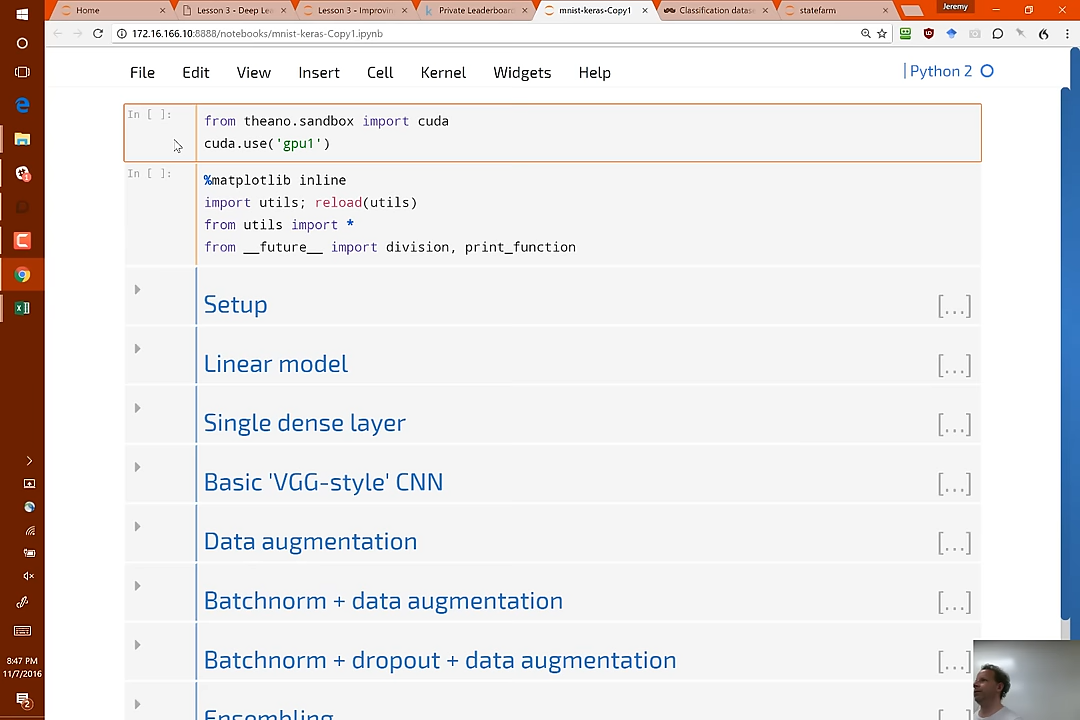 Home
Lesson 3 - Deep Le
Lesson 3 - Improvin
Private Leaderboard
mnist-keras-Copy1
Classification datase
statefarm
Jeremy
172.16.166.10:8888/notebooks/mnist-keras-Copy1.ipynb
File Edit View Insert Cell Kernel Widgets Help
Python 2
In [ ]:
from theano.sandbox import cuda
cuda.use('gpu1')
In [ ]:
%matplotlib inline
import utils; reload(utils)
from utils import *
from __future__ import division, print_function
Setup [...]
Linear model [...]
Single dense layer [...]
Basic 'VGG-style' CNN [...]
Data augmentation [...]
Batchnorm + data augmentation [...]
Batchnorm + dropout + data augmentation [...]
Ensembling
8:47 PM
11/7/2016